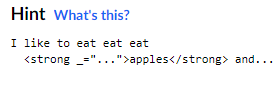 Hint What's this?
I like to eat eat eat
<strong _="...">apples</strong> and...